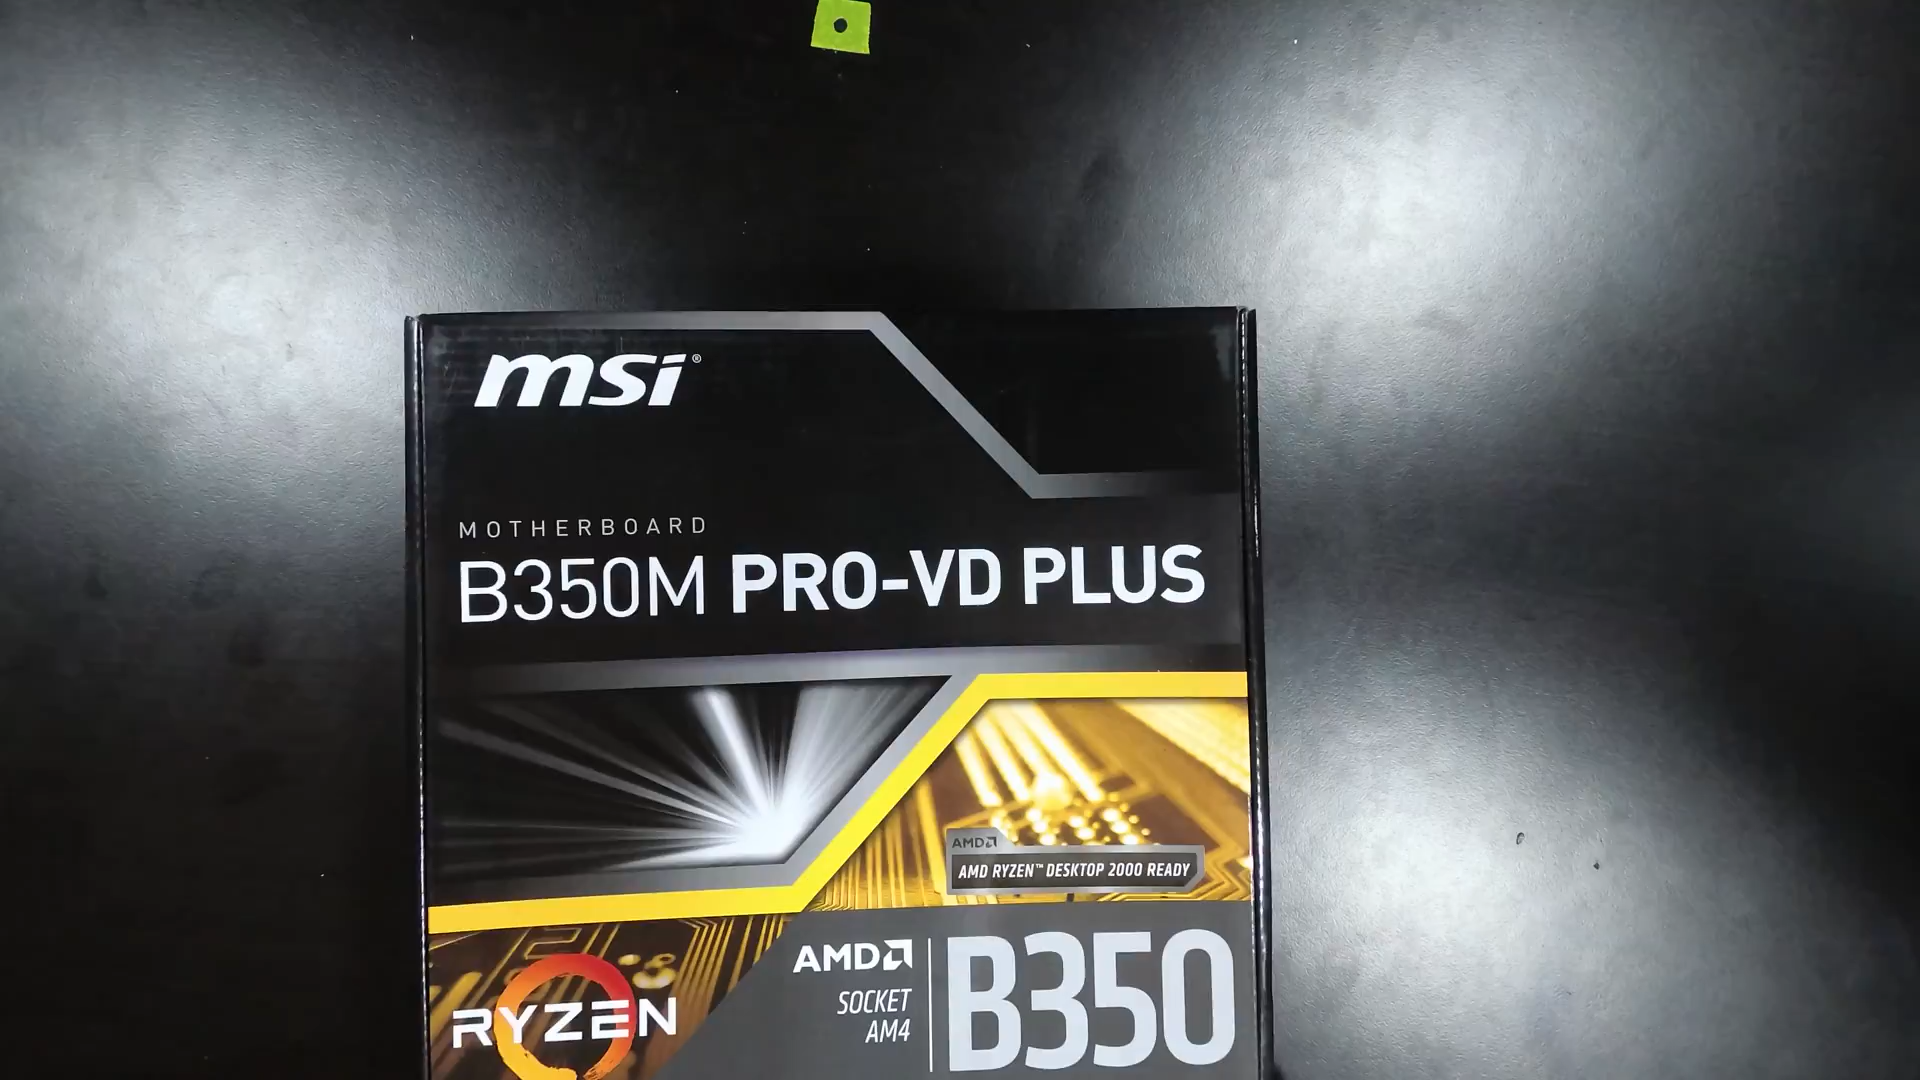 msi®
MOTHERBOARD
B350M PRO-VD PLUS
AMD
AMD RYZEN™ DESKTOP 2000 READY
RYZEN
AMD
SOCKET
AM4
B350